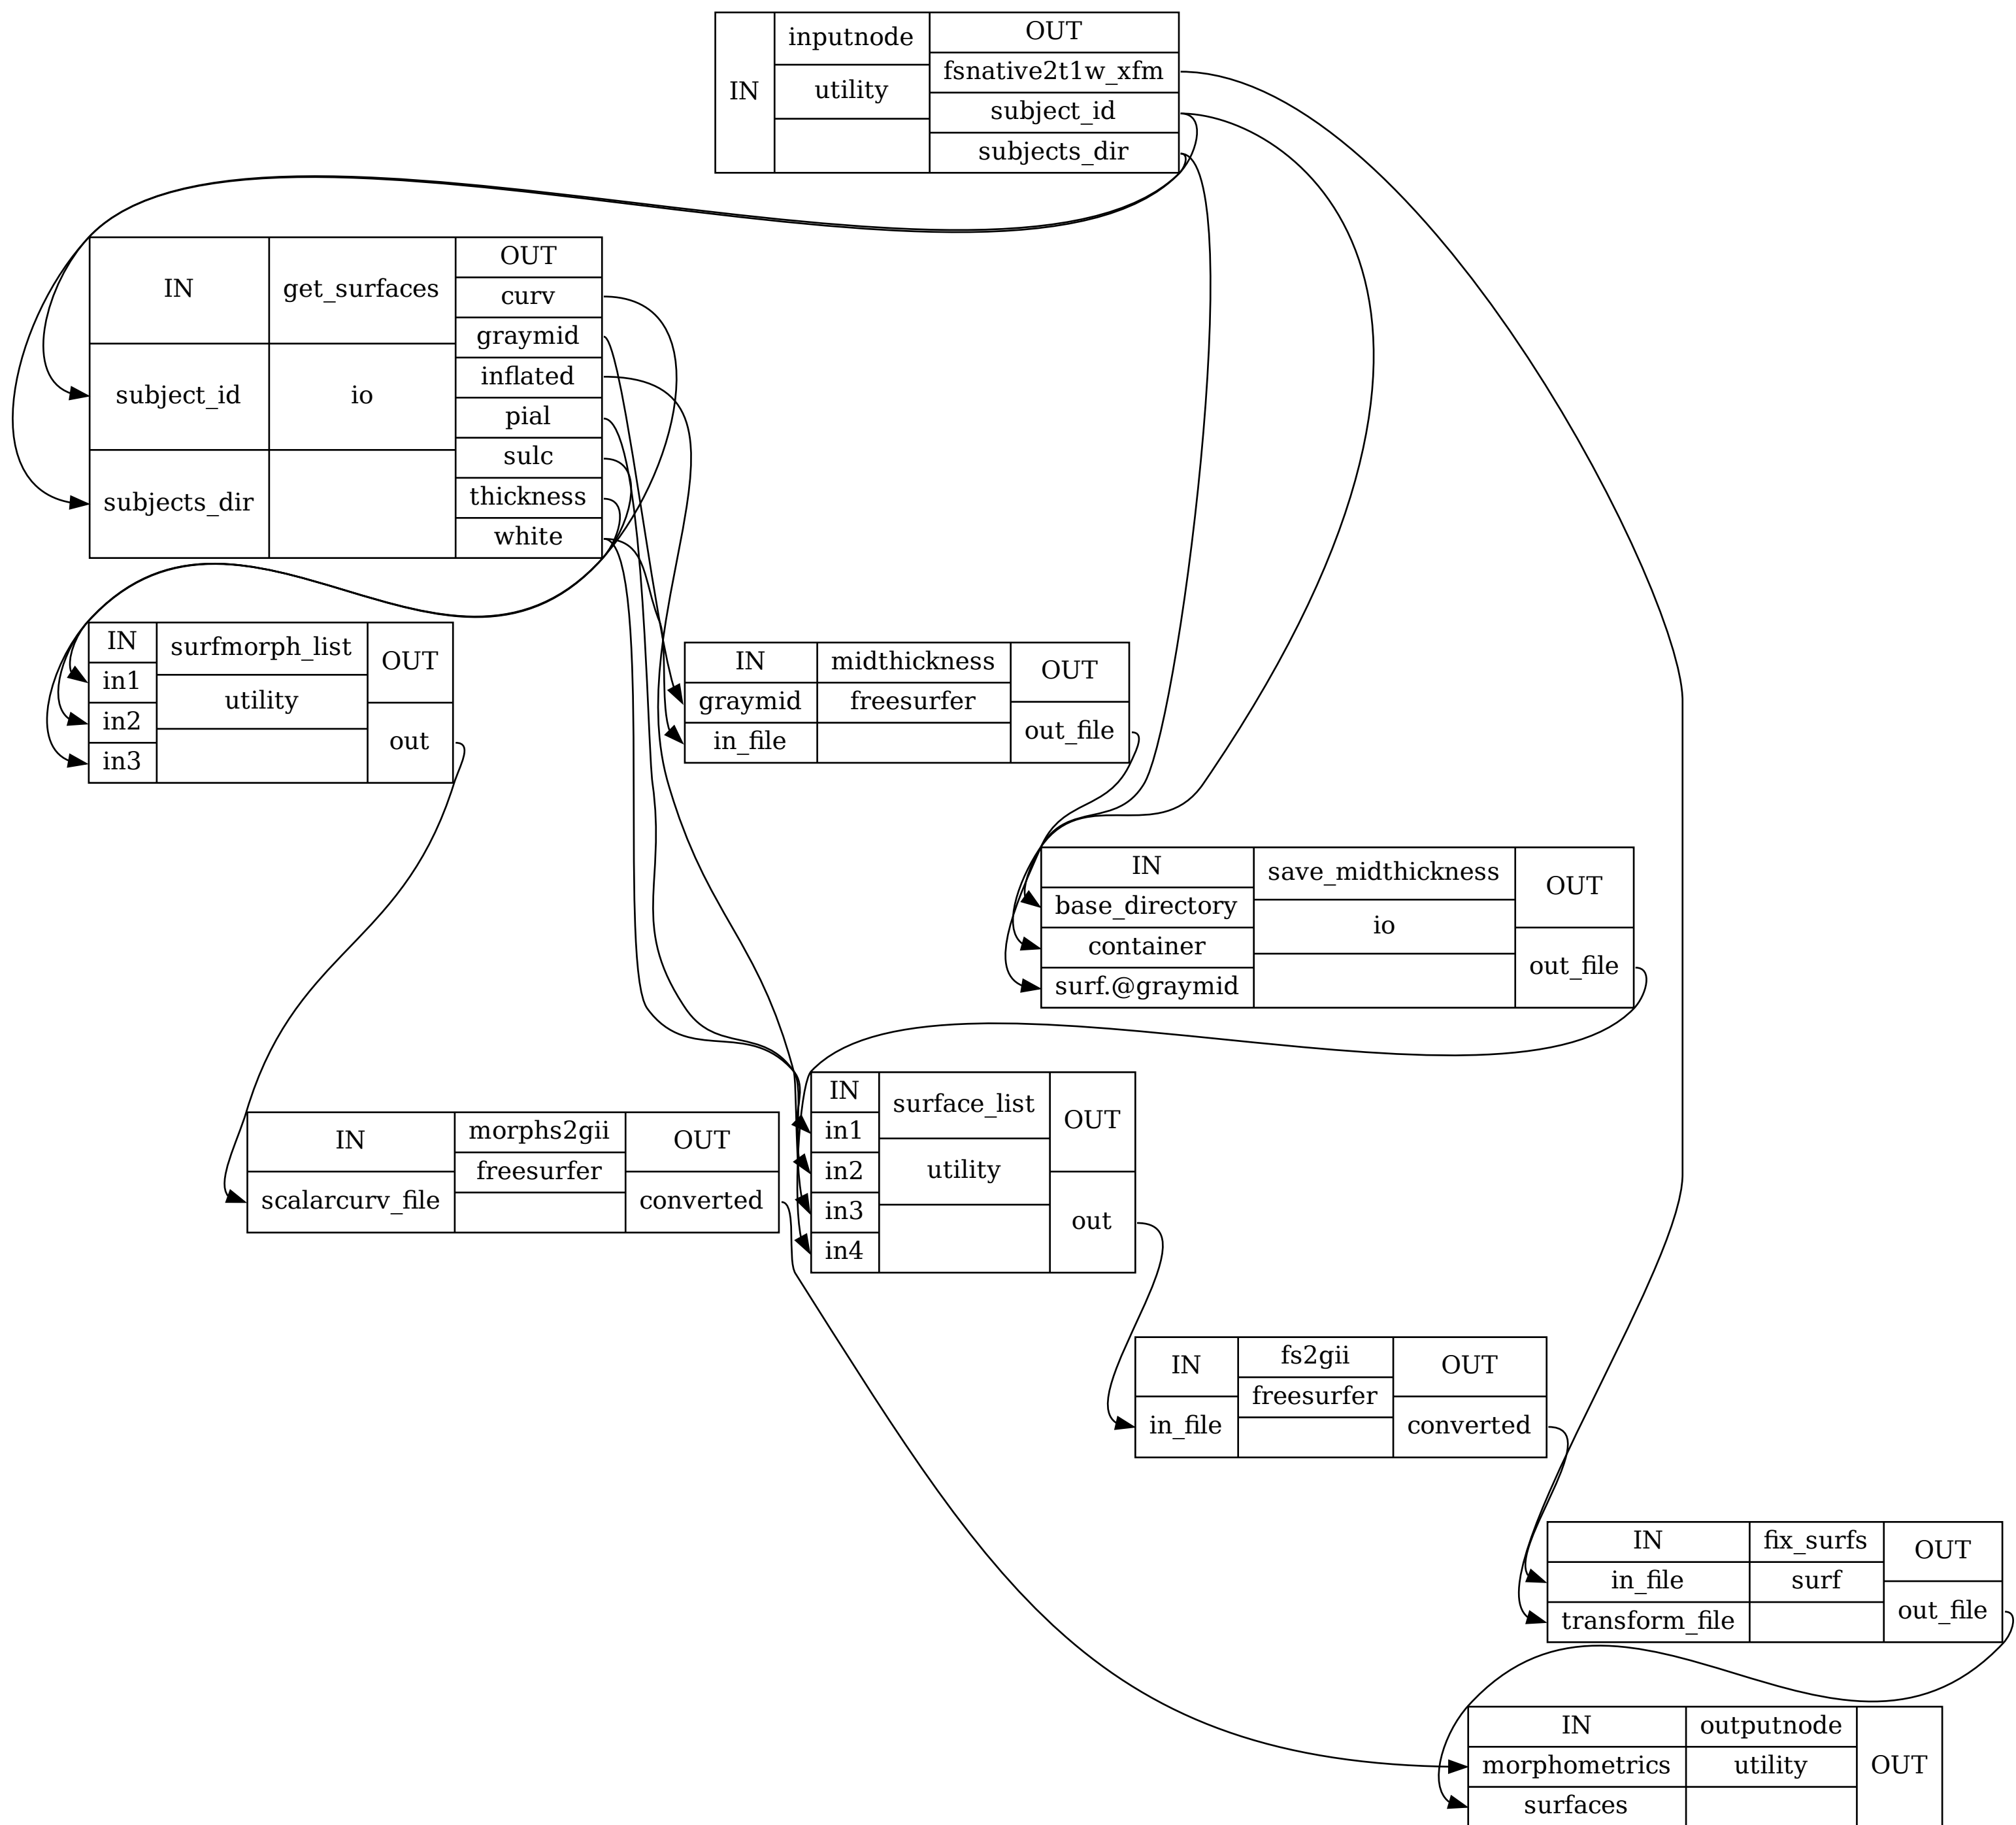 IN
inputnode
utility
OUT
fsnative2t1w_xfm
subject_id
subjects_dir
IN
subject_id
subjects_dir
get_surfaces
io
OUT
curv
graymid
inflated
pial
sulc
thickness
white
IN
in1
in2
in3
surfmorph_list
utility
OUT
out
IN
graymid
in_file
midthickness
freesurfer
OUT
out_file
IN
base_directory
container
surf.@graymid
save_midthickness
io
OUT
out_file
IN
scalarcurv_file
morphs2gii
freesurfer
OUT
converted
IN
in1
in2
in3
in4
surface_list
utility
OUT
out
IN
in_file
fs2gii
freesurfer
OUT
converted
IN
in_file
transform_file
fix_surfs
surf
OUT
out_file
IN
morphometrics
surfaces
outputnode
utility
OUT